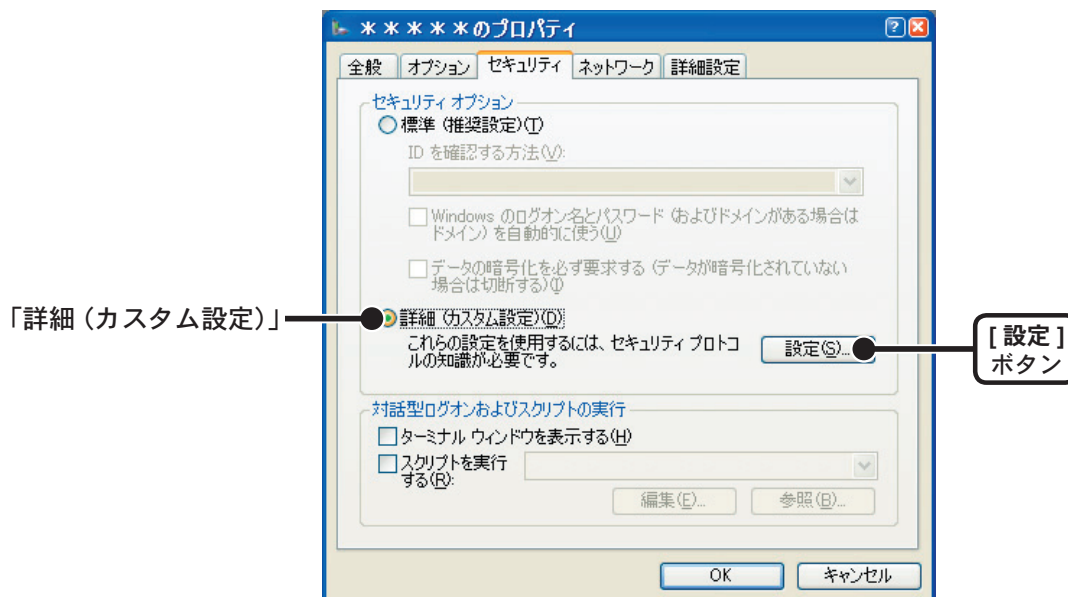 ＊＊＊＊＊のプロパティ
全般 オプション セキュリティ ネットワーク 詳細設定
セキュリティ オプション
標準 (推奨設定)(T)
ID を確認する方法(V):
Windows のログオン名とパスワード (およびドメインがある場合は
ドメイン) を自動的に使う(U)
データの暗号化を必ず要求する (データが暗号化されていない
場合は切断する)(I)
「詳細（カスタム設定）」
詳細 (カスタム設定)(D)
これらの設定を使用するには、セキュリティ プロトコ
ルの知識が必要です。
設定(S)...
[ 設定 ]
ボタン
対話型ログオンおよびスクリプトの実行
ターミナル ウィンドウを表示する(H)
スクリプトを実行
する(R):
編集(E)... 参照(B)...
OK キャンセル